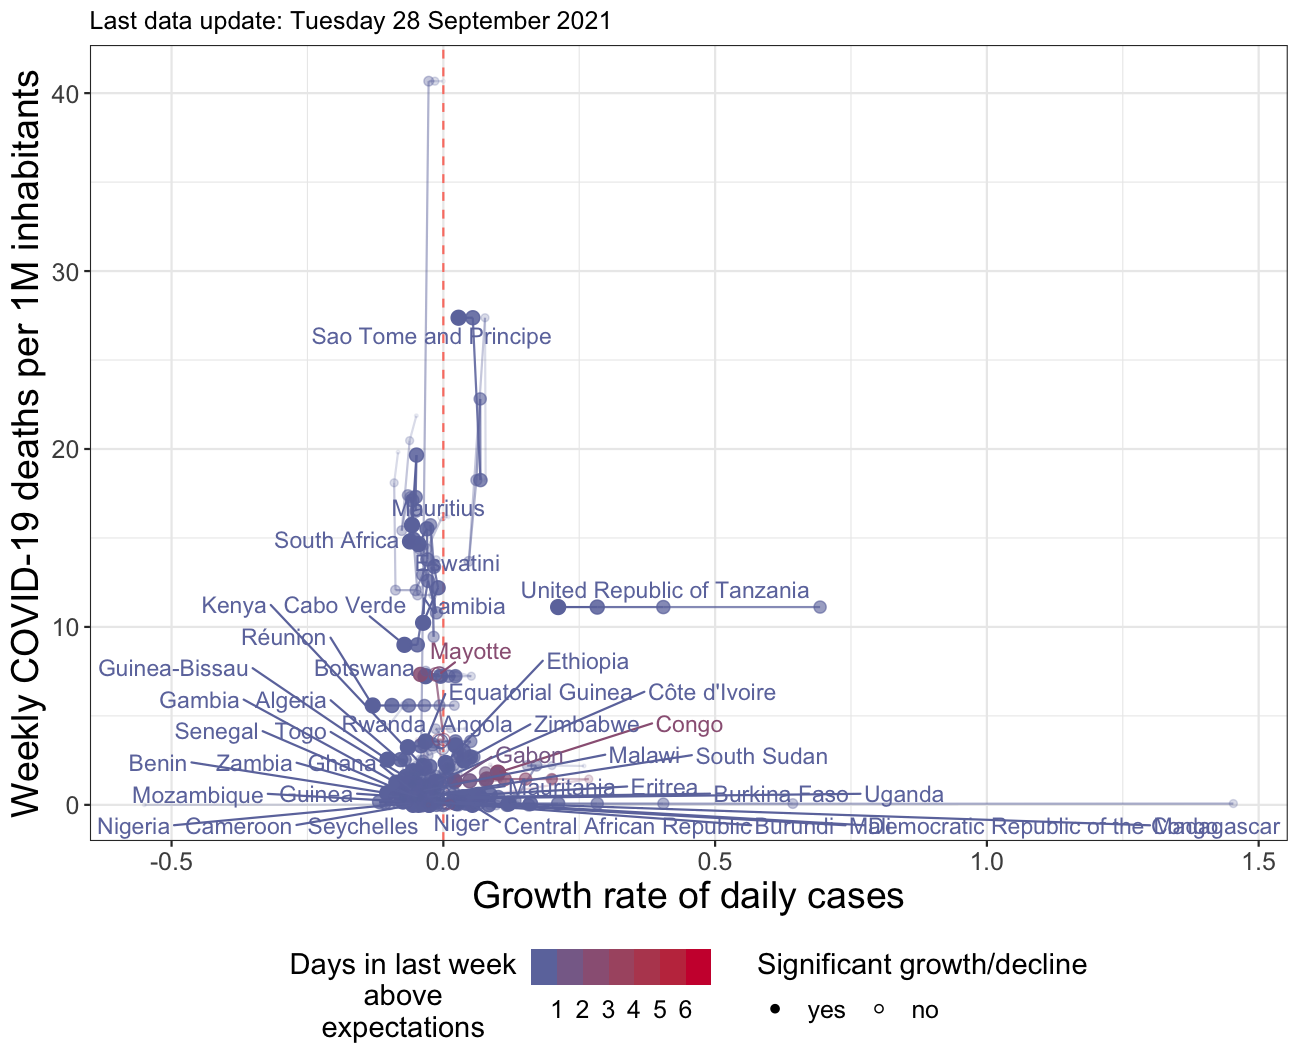 Last data update: Tuesday 28 September 2021
Weekly COVID-19 deaths per 1M inhabitants
40
30
20
10
0
Sao Tome and Principe
Mauritius
South Africa
Eswatini
United Republic of Tanzania
Kenya
Cabo Verde
Namibia
Réunion
Mayotte
Guinea-Bissau
Botswana
Ethiopia
Gambia
Algeria
Equatorial Guinea
Côte d'Ivoire
Senegal
Togo
Rwanda
Angola
Zimbabwe
Congo
Benin
Zambia
Ghana
Gabon
Malawi
South Sudan
Mozambique
Guinea
Mauritania
Eritrea
Burkina Faso
Uganda
Nigeria
Cameroon
Seychelles
Niger
Central African Republic
Burundi
Mali
Democratic Republic of the Congo
Madagascar
-0.5
0.0
0.5
1.0
1.5
Growth rate of daily cases
Days in last week
above
expectations
1 2 3 4 5 6
Significant growth/decline
yes
no